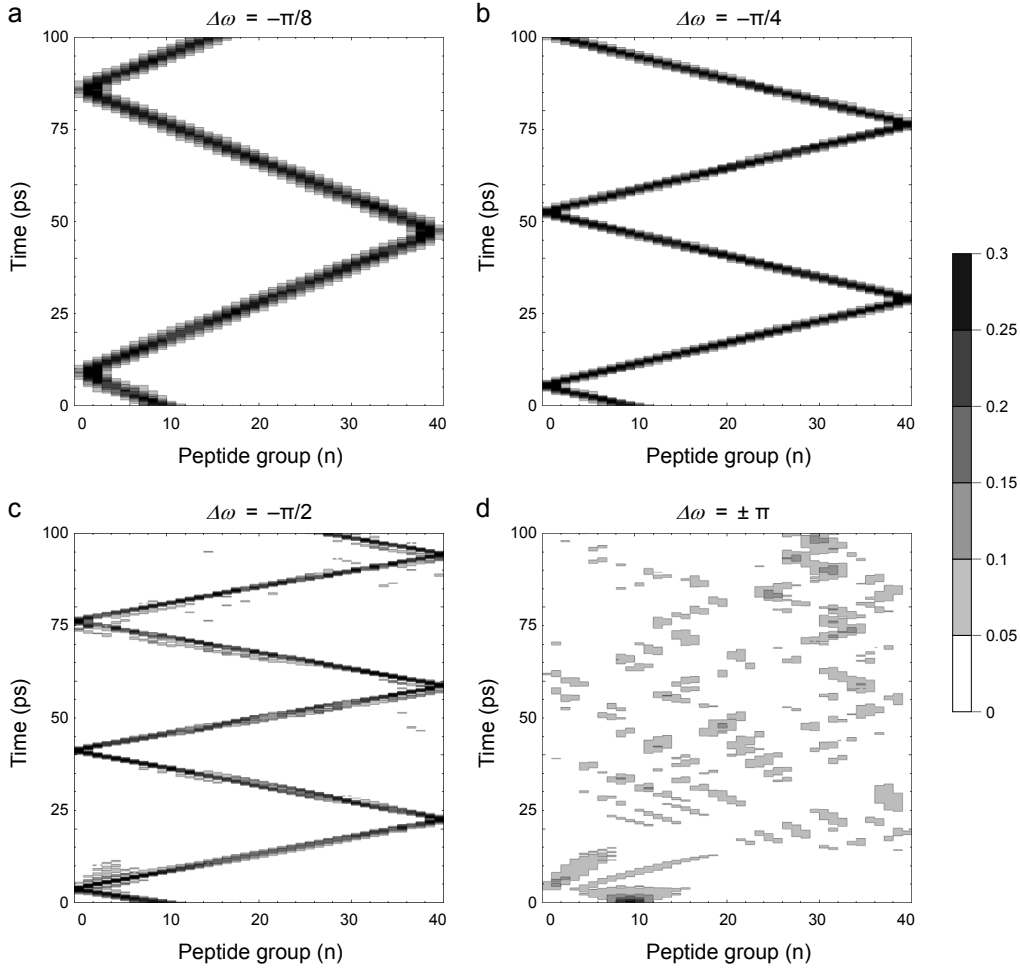 a
Δω = –π/8
100
75
50
25
0
Time (ps)
0 10 20 30 40
Peptide group (n)
b
Δω = –π/4
100
75
50
25
0
Time (ps)
0 10 20 30 40
Peptide group (n)
c
Δω = –π/2
100
75
50
25
0
Time (ps)
0 10 20 30 40
Peptide group (n)
d
Δω = ± π
100
75
50
25
0
Time (ps)
0 10 20 30 40
Peptide group (n)
0.3
0.25
0.2
0.15
0.1
0.05
0